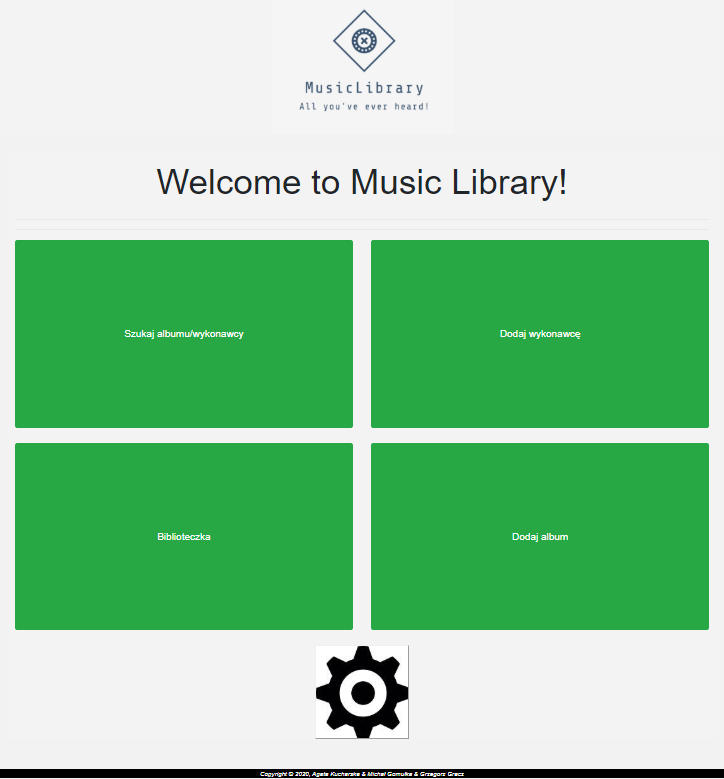 MusicLibrary
All you've ever heard!
Welcome to Music Library!
Szukaj albumu/wykonawcy
Dodaj wykonawcę
Biblioteczka
Dodaj album
Copyright © 2020, Agata Kucharska & Michał Gomułka & Grzegorz Gracz